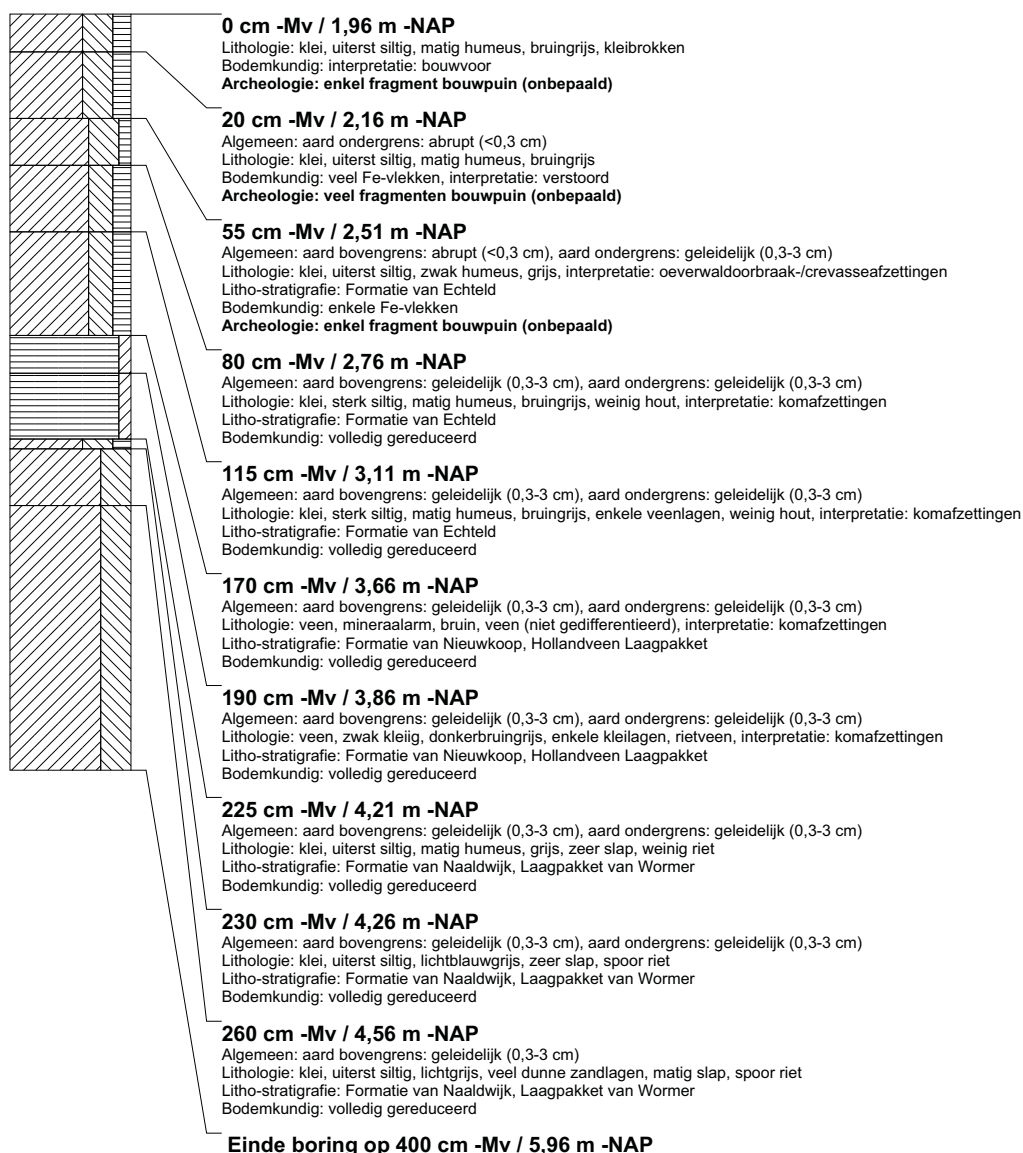 0 cm -Mv / 1,96 m -NAP
Lithologie: klei, uiterst siltig, matig humeus, bruingrijs, kleibrokken
Bodemkundig: interpretatie: bouwvoor
Archeologie: enkel fragment bouwpuin (onbepaald)
20 cm -Mv / 2,16 m -NAP
Algemeen: aard ondergrens: abrupt (<0,3 cm)
Lithologie: klei, uiterst siltig, matig humeus, bruingrijs
Bodemkundig: veel Fe-vlekken, interpretatie: verstoord
Archeologie: veel fragmenten bouwpuin (onbepaald)
55 cm -Mv / 2,51 m -NAP
Algemeen: aard bovengrens: abrupt (<0,3 cm), aard ondergrens: geleidelijk (0,3-3 cm)
Lithologie: klei, uiterst siltig, zwak humeus, grijs, interpretatie: oeverwaldoorbraak-/crevasseafzettingen
Litho-stratigrafie: Formatie van Echteld
Bodemkundig: enkele Fe-vlekken
Archeologie: enkel fragment bouwpuin (onbepaald)
80 cm -Mv / 2,76 m -NAP
Algemeen: aard bovengrens: geleidelijk (0,3-3 cm), aard ondergrens: geleidelijk (0,3-3 cm)
Lithologie: klei, sterk siltig, matig humeus, bruingrijs, weinig hout, interpretatie: komafzettingen
Litho-stratigrafie: Formatie van Echteld
Bodemkundig: volledig gereduceerd
115 cm -Mv / 3,11 m -NAP
Algemeen: aard bovengrens: geleidelijk (0,3-3 cm), aard ondergrens: geleidelijk (0,3-3 cm)
Lithologie: klei, sterk siltig, matig humeus, bruingrijs, enkele veenlagen, weinig hout, interpretatie: komafzettingen
Litho-stratigrafie: Formatie van Echteld
Bodemkundig: volledig gereduceerd
170 cm -Mv / 3,66 m -NAP
Algemeen: aard bovengrens: geleidelijk (0,3-3 cm), aard ondergrens: geleidelijk (0,3-3 cm)
Lithologie: veen, mineraalarm, bruin, veen (niet gedifferentieerd), interpretatie: komafzettingen
Litho-stratigrafie: Formatie van Nieuwkoop, Hollandveen Laagpakket
Bodemkundig: volledig gereduceerd
190 cm -Mv / 3,86 m -NAP
Algemeen: aard bovengrens: geleidelijk (0,3-3 cm), aard ondergrens: geleidelijk (0,3-3 cm)
Lithologie: veen, zwak kleiig, donkerbruingrijs, enkele kleilagen, rietveen, interpretatie: komafzettingen
Litho-stratigrafie: Formatie van Nieuwkoop, Hollandveen Laagpakket
Bodemkundig: volledig gereduceerd
225 cm -Mv / 4,21 m -NAP
Algemeen: aard bovengrens: geleidelijk (0,3-3 cm), aard ondergrens: geleidelijk (0,3-3 cm)
Lithologie: klei, uiterst siltig, matig humeus, grijs, zeer slap, weinig riet
Litho-stratigrafie: Formatie van Naaldwijk, Laagpakket van Wormer
Bodemkundig: volledig gereduceerd
230 cm -Mv / 4,26 m -NAP
Algemeen: aard bovengrens: geleidelijk (0,3-3 cm), aard ondergrens: geleidelijk (0,3-3 cm)
Lithologie: klei, uiterst siltig, lichtblauwgrijs, zeer slap, spoor riet
Litho-stratigrafie: Formatie van Naaldwijk, Laagpakket van Wormer
Bodemkundig: volledig gereduceerd
260 cm -Mv / 4,56 m -NAP
Algemeen: aard bovengrens: geleidelijk (0,3-3 cm)
Lithologie: klei, uiterst siltig, lichtgrijs, veel dunne zandlagen, matig slap, spoor riet
Litho-stratigrafie: Formatie van Naaldwijk, Laagpakket van Wormer
Bodemkundig: volledig gereduceerd
Einde boring op 400 cm -Mv / 5,96 m -NAP